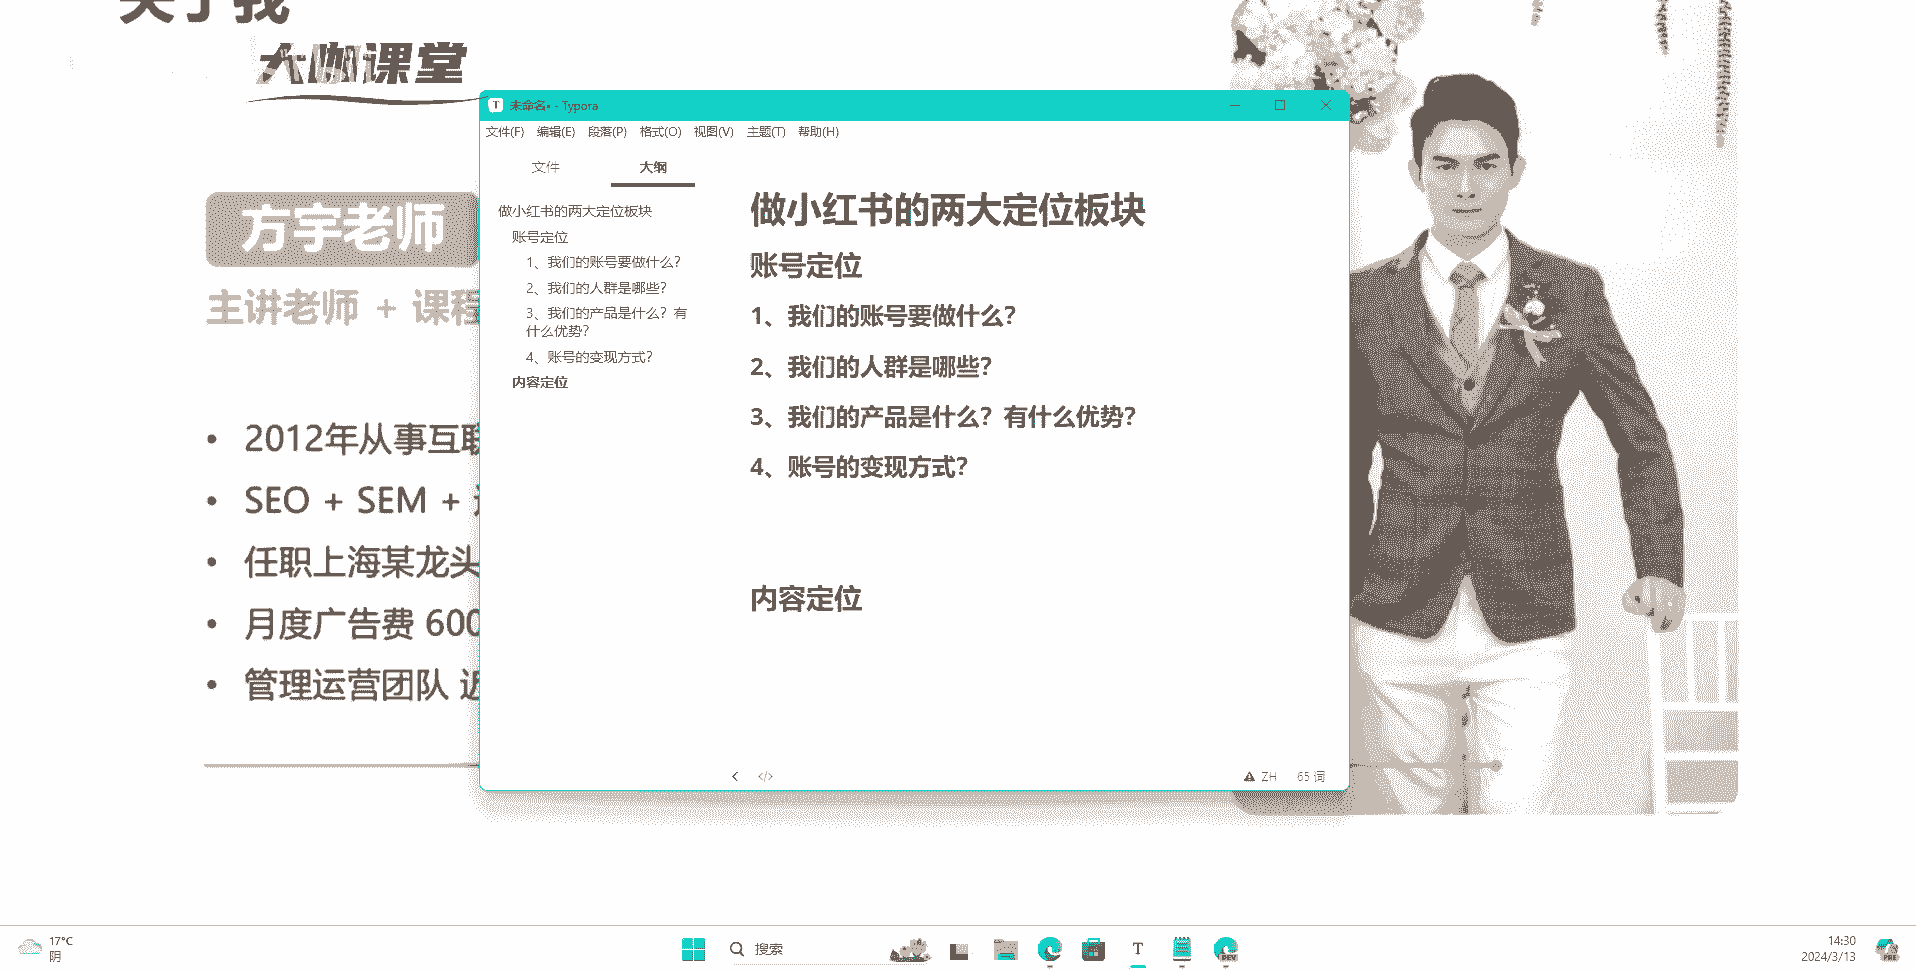 关于我
大咖课堂
方宇老师
主讲老师 + 课程
2012年从事互联
SEO + SEM +
任职上海某龙头
月度广告费 600
管理运营团队 近
未命名• - Typora
文件(F) 编辑(E) 段落(P) 格式(O) 视图(V) 主题(T) 帮助(H)
文件 大纲
做小红书的两大定位板块
账号定位
1、我们的账号要做什么?
2、我们的人群是哪些?
3、我们的产品是什么? 有
什么优势?
4、账号的变现方式?
内容定位
做小红书的两大定位板块
账号定位
1、我们的账号要做什么?
2、我们的人群是哪些?
3、我们的产品是什么? 有什么优势?
4、账号的变现方式?
内容定位
ZH 65 词
17°C
阴
搜索
DEV
14:30
2024/3/13
PRE